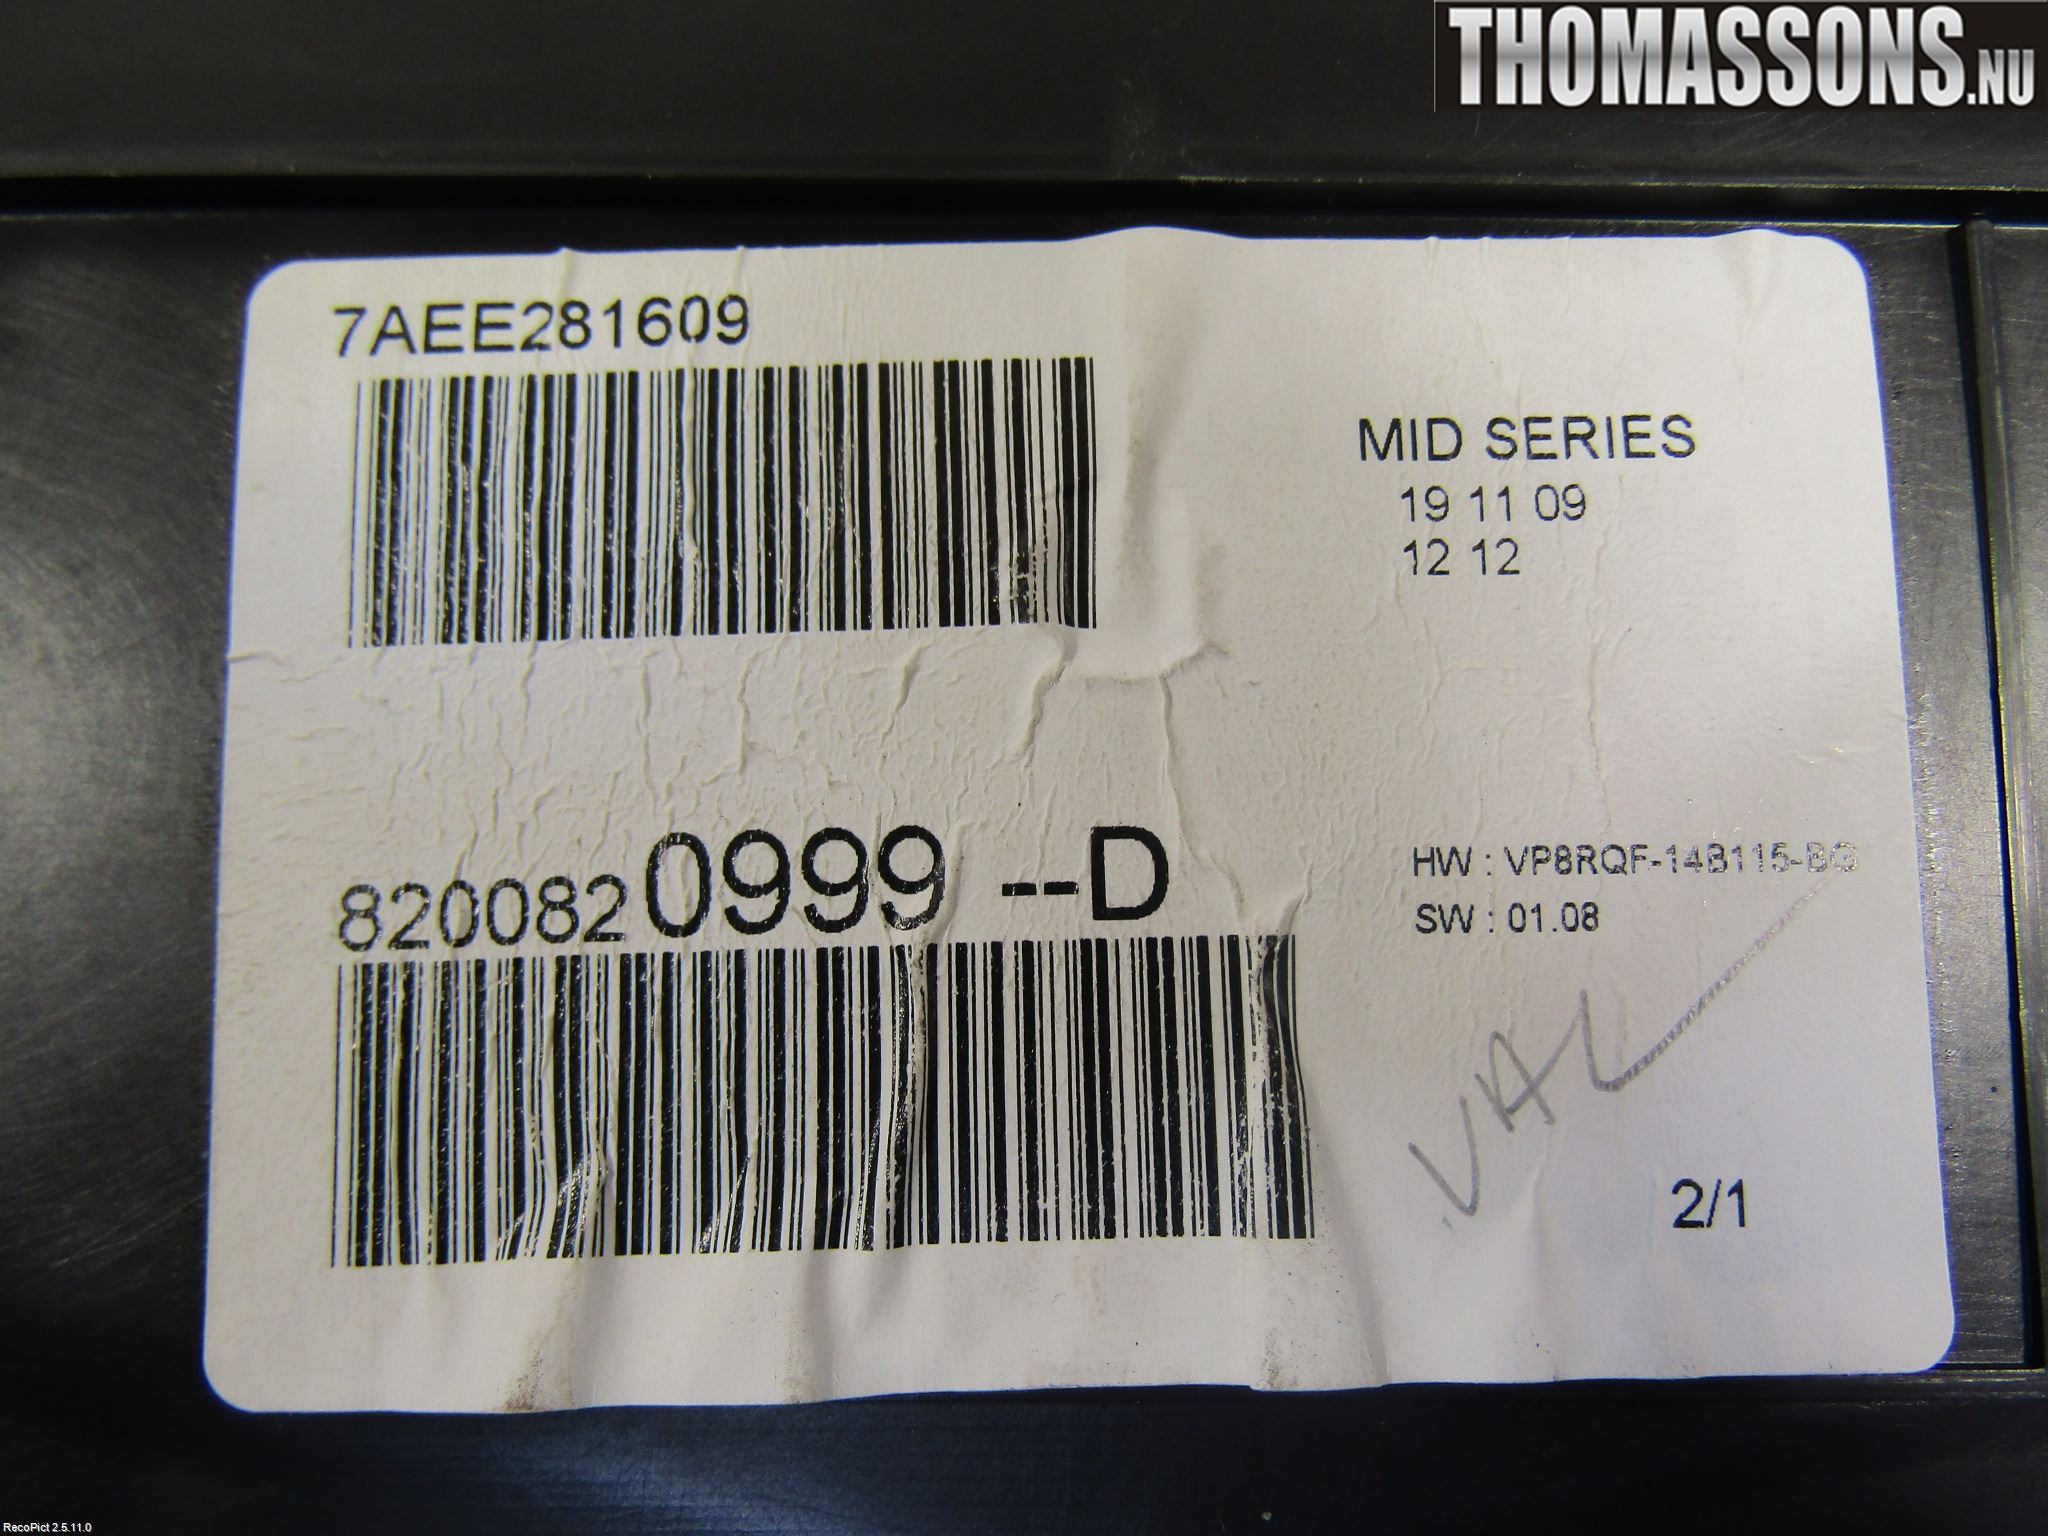 THOMASSONS.NU
7AEE281609
MID SERIES
19 11 09
12 12
8200820999 --D
HW : VP8RQF-14B115-BG
SW : 01.08
VAL
2/1
RecoPict 2.5.11.0